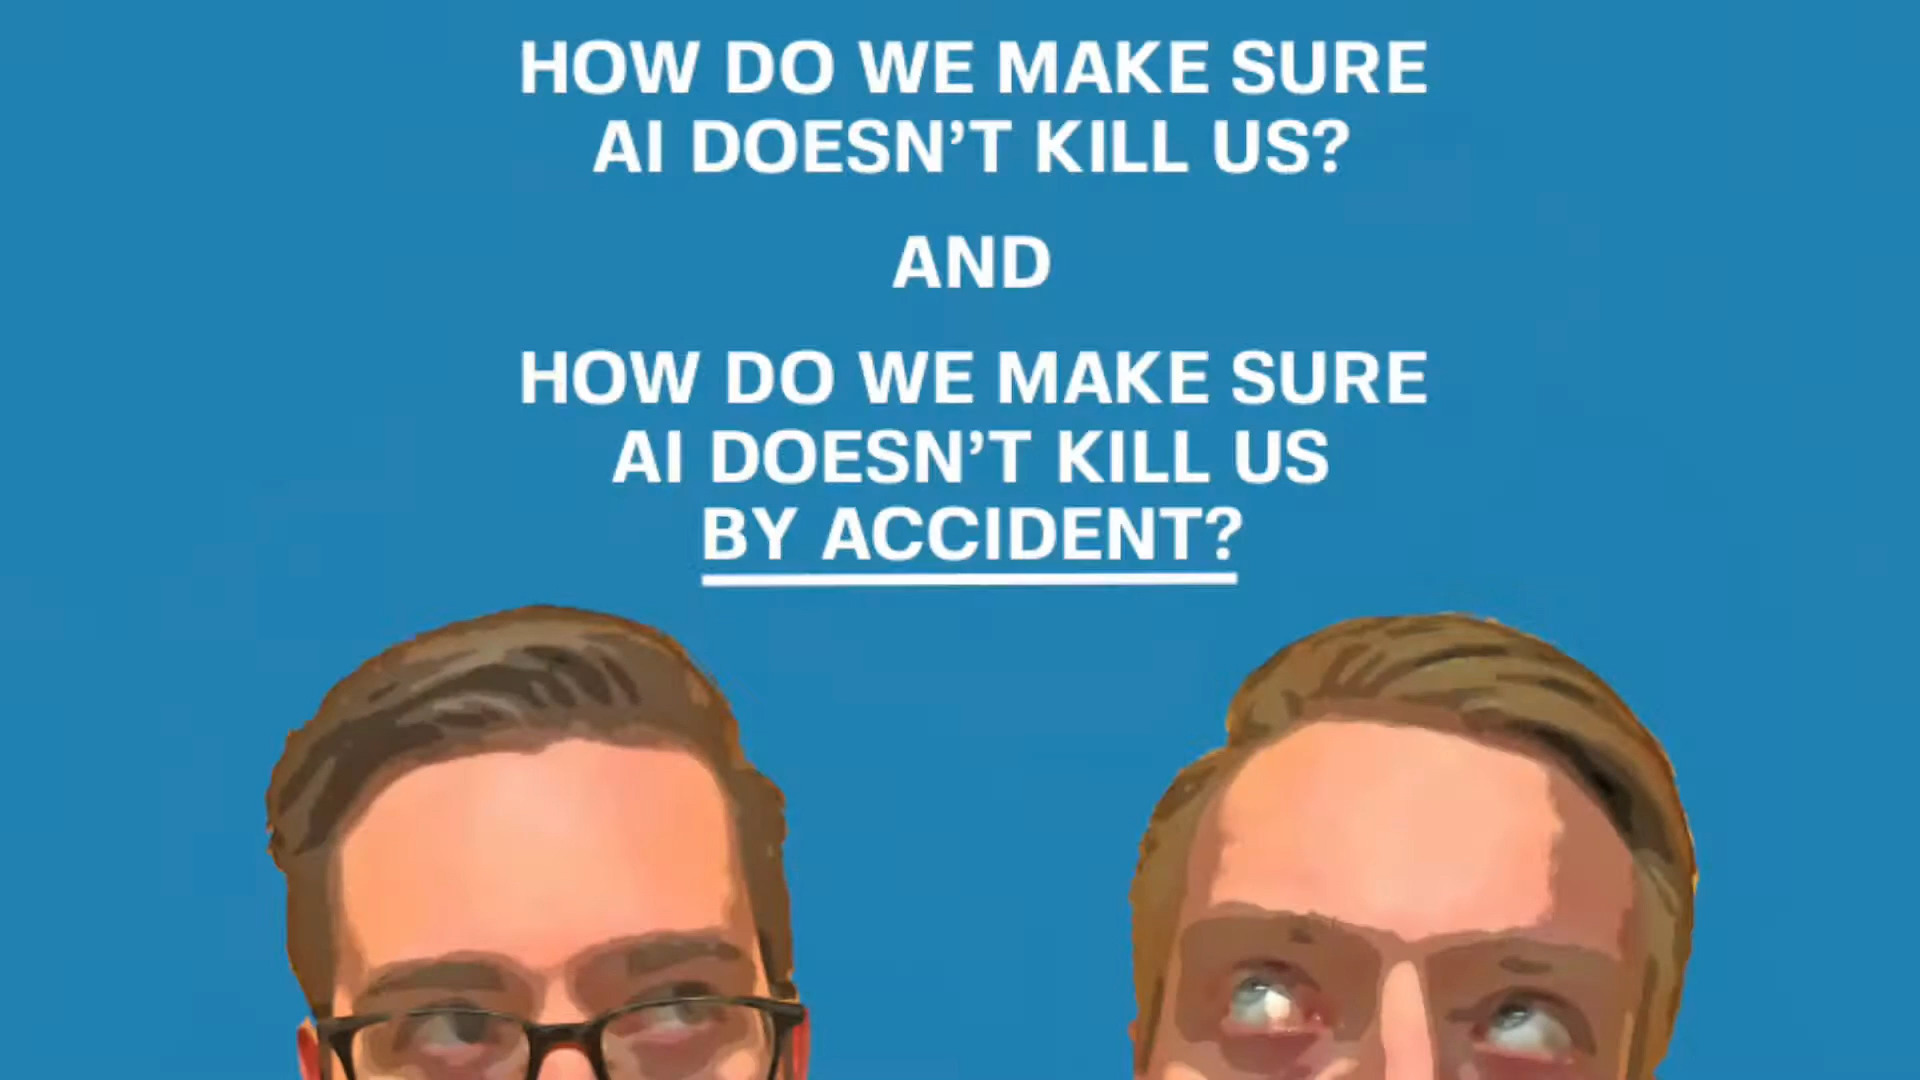 HOW DO WE MAKE SURE
AI DOESN’T KILL US?
AND
HOW DO WE MAKE SURE
AI DOESN’T KILL US
BY ACCIDENT?